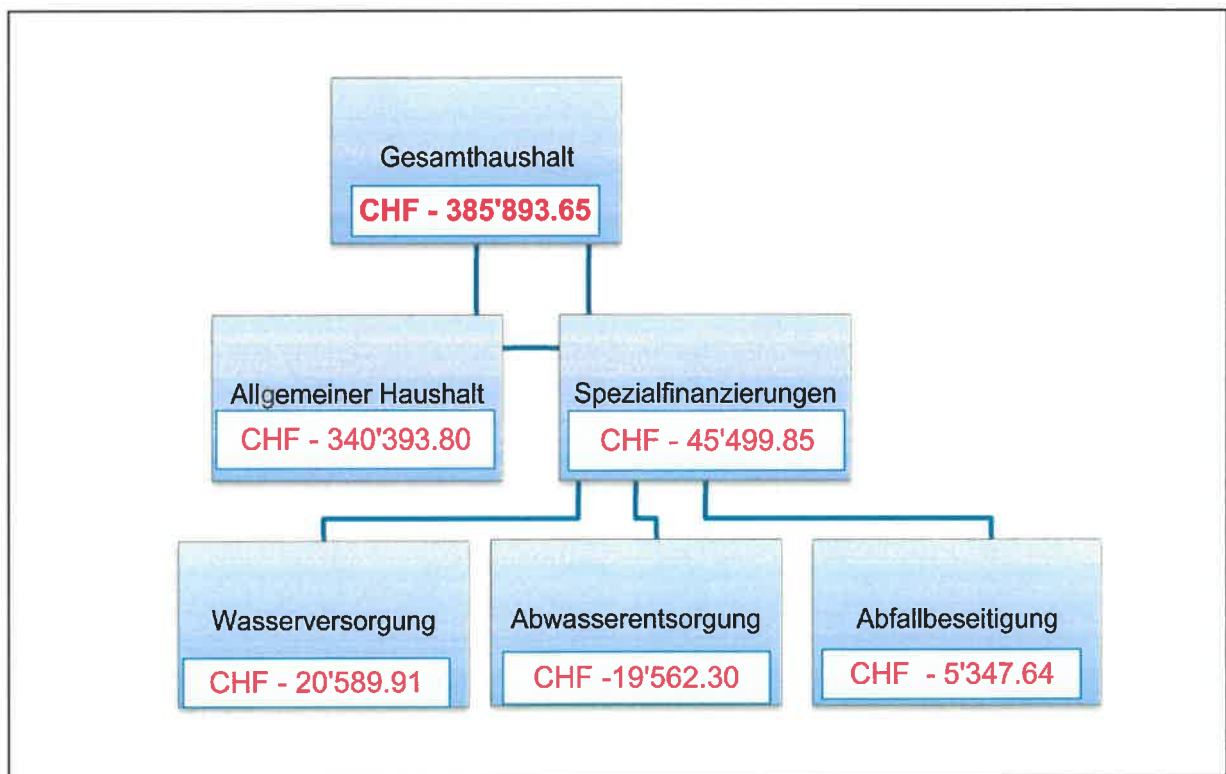 Gesamthaushalt
CHF - 385'893.65
Allgemeiner Haushalt
CHF - 340'393.80
Spezialfinanzierungen
CHF - 45'499.85
Wasserversorgung
CHF - 20'589.91
Abwasserentsorgung
CHF -19'562.30
Abfallbeseitigung
CHF - 5'347.64